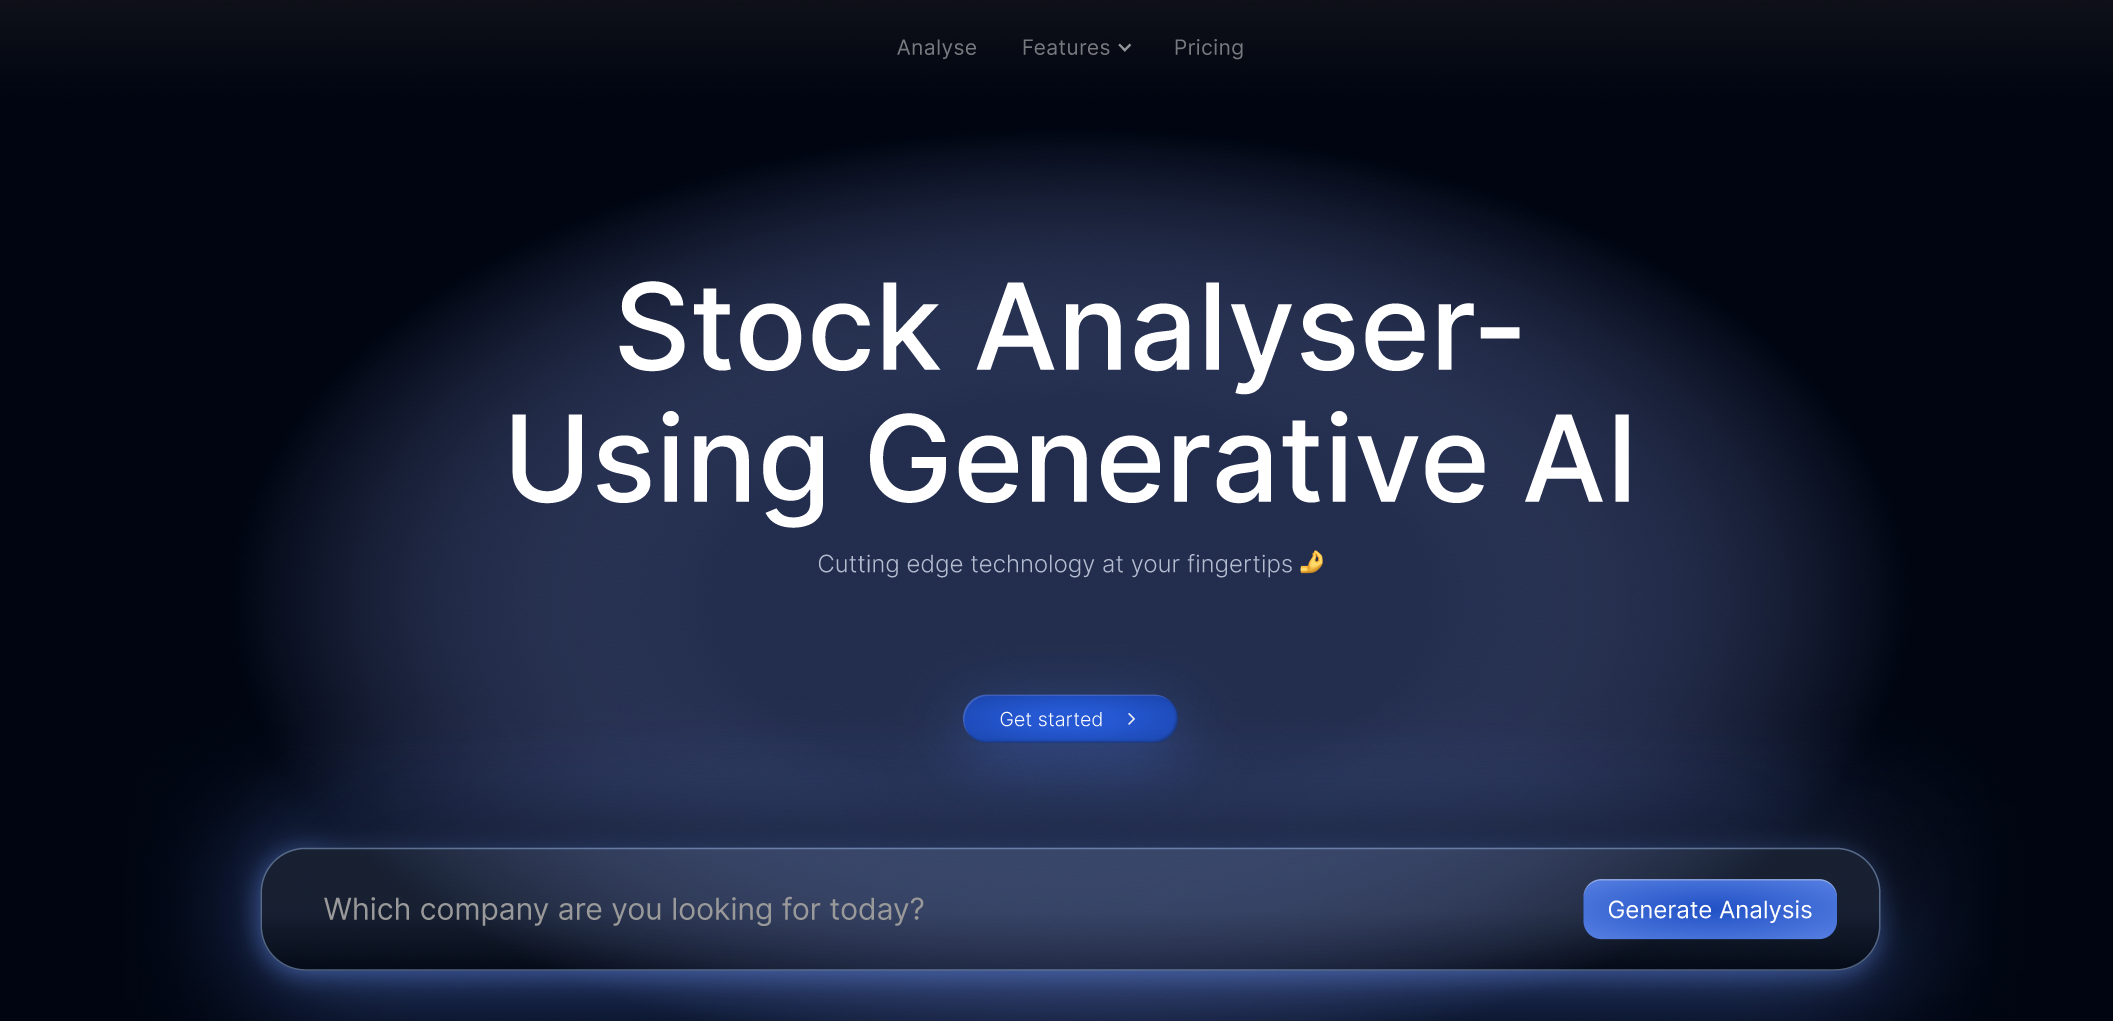 Analyse Features Pricing
Stock Analyser-
Using Generative AI
Cutting edge technology at your fingertips 🤌
Get started
Which company are you looking for today?
Generate Analysis